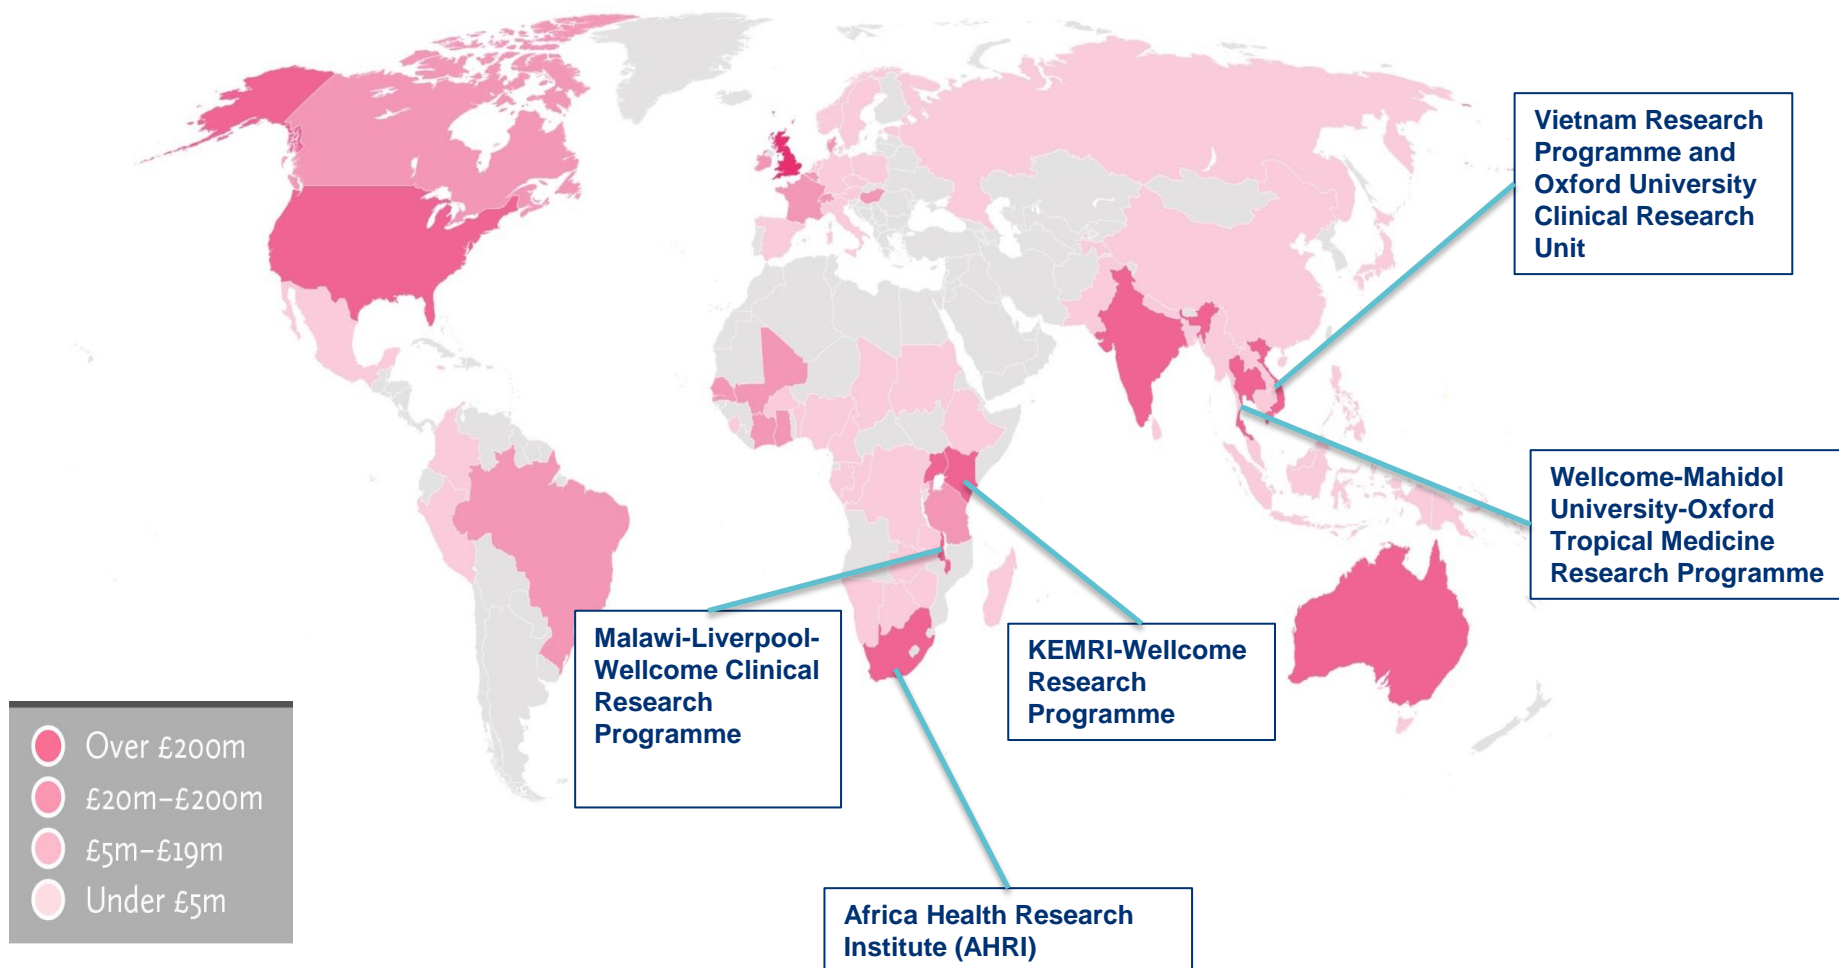 Vietnam Research
Programme and
Oxford University
Clinical Research
Unit
Wellcome-Mahidol
University-Oxford
Tropical Medicine
Research Programme
Malawi-Liverpool-
Wellcome Clinical
Research
Programme
KEMRI-Wellcome
Research
Programme
Over £200m
£20m–£200m
£5m–£19m
Under £5m
Africa Health Research
Institute (AHRI)